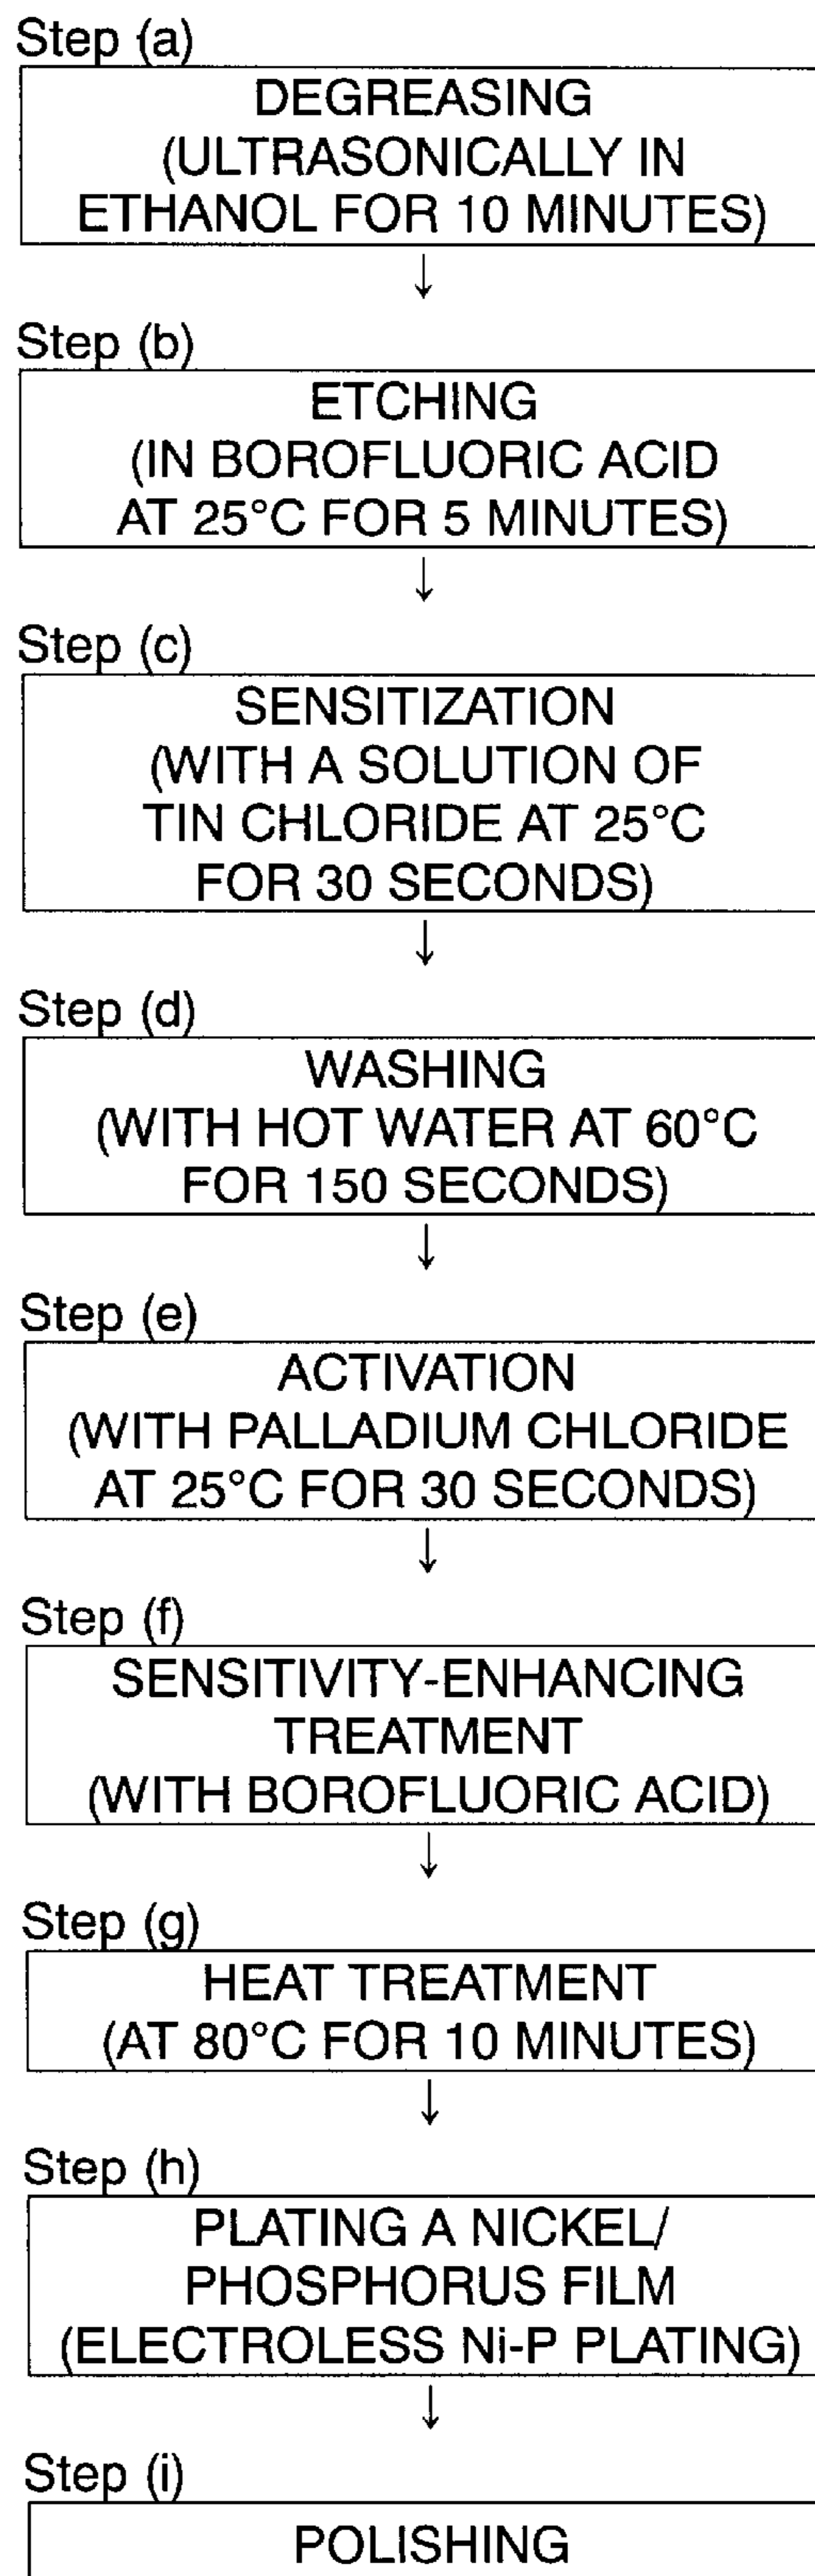 Step (a)
DEGREASING
(ULTRASONICALLY IN
ETHANOL FOR 10 MINUTES)
↓
Step (b)
ETCHING
(IN BOROFLUORIC ACID
AT 25°C FOR 5 MINUTES)
↓
Step (c)
SENSITIZATION
(WITH A SOLUTION OF
TIN CHLORIDE AT 25°C
FOR 30 SECONDS)
↓
Step (d)
WASHING
(WITH HOT WATER AT 60°C
FOR 150 SECONDS)
↓
Step (e)
ACTIVATION
(WITH PALLADIUM CHLORIDE
AT 25°C FOR 30 SECONDS)
↓
Step (f)
SENSITIVITY-ENHANCING
TREATMENT
(WITH BOROFLUORIC ACID)
↓
Step (g)
HEAT TREATMENT
(AT 80°C FOR 10 MINUTES)
↓
Step (h)
PLATING A NICKEL/
PHOSPHORUS FILM
(ELECTROLESS Ni-P PLATING)
↓
Step (i)
POLISHING